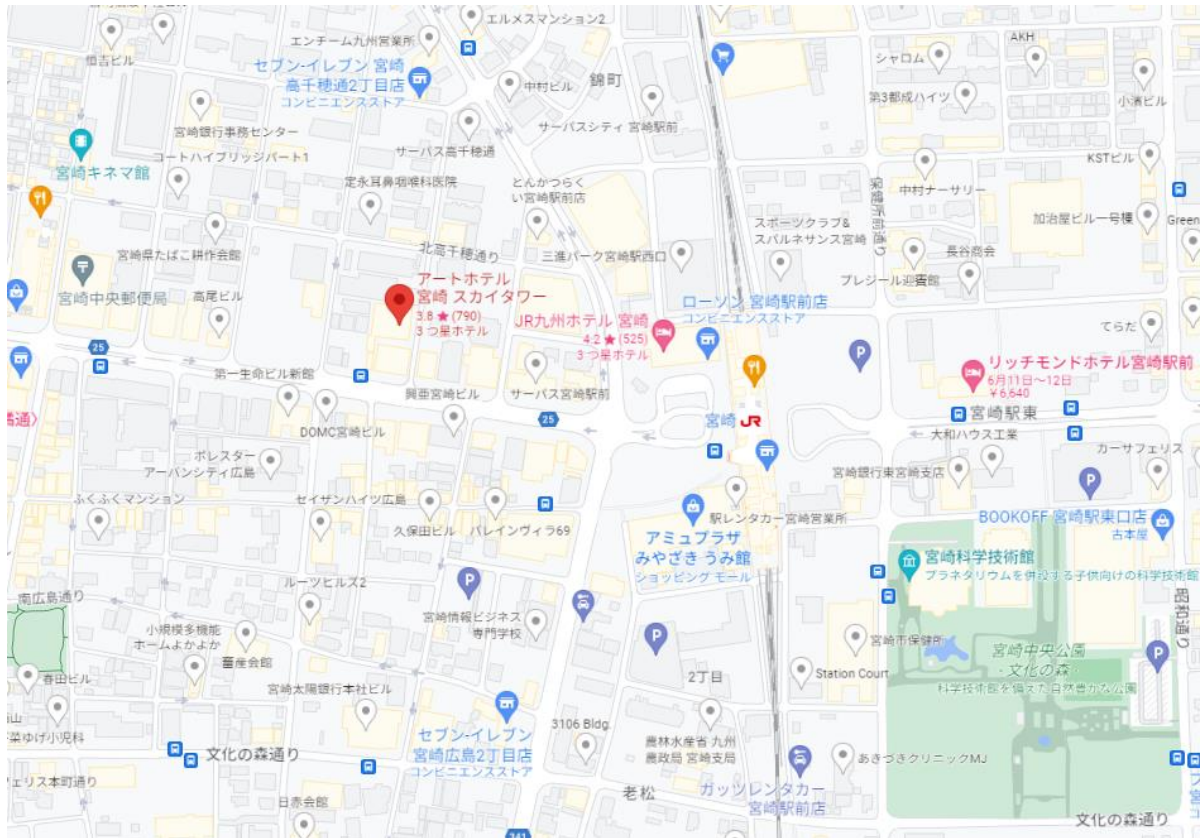 エルメスマンション2
エンチーム九州営業所
恒吉ビル
セブン-イレブン 宮崎
高千穂通2丁目店
コンビニエンスストア
中村ビル
錦町
シャロム
AKH
第3都成ハイツ
小濱ビル
宮崎銀行事務センター
サーパスシティ 宮崎駅前
宮崎キネマ館
コートハイブリッジパート1
サーパス高千穂通
KSTビル
定永耳鼻咽喉科医院
とんかつらく
い宮崎駅前店
中村ナーサリー
保健所前通り
スポーツクラブ&
スパルネサンス宮崎
加治屋ビル一号棟
Green
宮崎県たばこ耕作会館
北高千穂通り
三進パーク宮崎駅西口
長谷商会
プレジール迎賓館
宮崎中央郵便局
高尾ビル
アートホテル
宮崎 スカイタワー
3.8 ★ (790)
3 つ星ホテル
JR九州ホテル 宮崎
4.2 ★ (525)
3 つ星ホテル
ローソン 宮崎駅前店
コンビニエンスストア
P
てらだ
25
第一生命ビル新館
興亜宮崎ビル
サーパス宮崎駅前
リッチモンドホテル宮崎駅前
6月11日~12日
￥6,640
島通〉
DOMC宮崎ビル
25
宮崎
JR
宮崎駅東
大和ハウス工業
ポレスター
アーバンシティ広島
宮崎銀行東宮崎支店
カーサフェリス
P
ふくふくマンション
セイザンハイツ広島
久保田ビル
パレインヴィラ69
駅レンタカー宮崎営業所
アミュプラザ
みやざき うみ館
ショッピング モール
BOOKOFF 宮崎駅東口店
古本屋
宮崎科学技術館
プラネタリウムを併設する子供向けの科学技術館
ルーツヒルズ2
P
南広島通り
昭和通り
小規模多機能
ホームよかよか
畜産会館
宮崎情報ビジネス
専門学校
P
宮崎市保健所
宮崎中央公園
・文化の森・
科学技術館を備えた自然豊かな公園
P
春田ビル
宮崎太陽銀行本社ビル
2丁目
Station Court
山
菜ゆげ小児科
文化の森通り
セブン-イレブン
宮崎広島2丁目店
コンビニエンスストア
3106 Bldg.
農林水産省 九州
農政局 宮崎支局
あきづきクリニックMJ
フェリス本町通り
日赤会館
老松
ガッツレンタカー
宮崎駅前店
文化の森通り
341